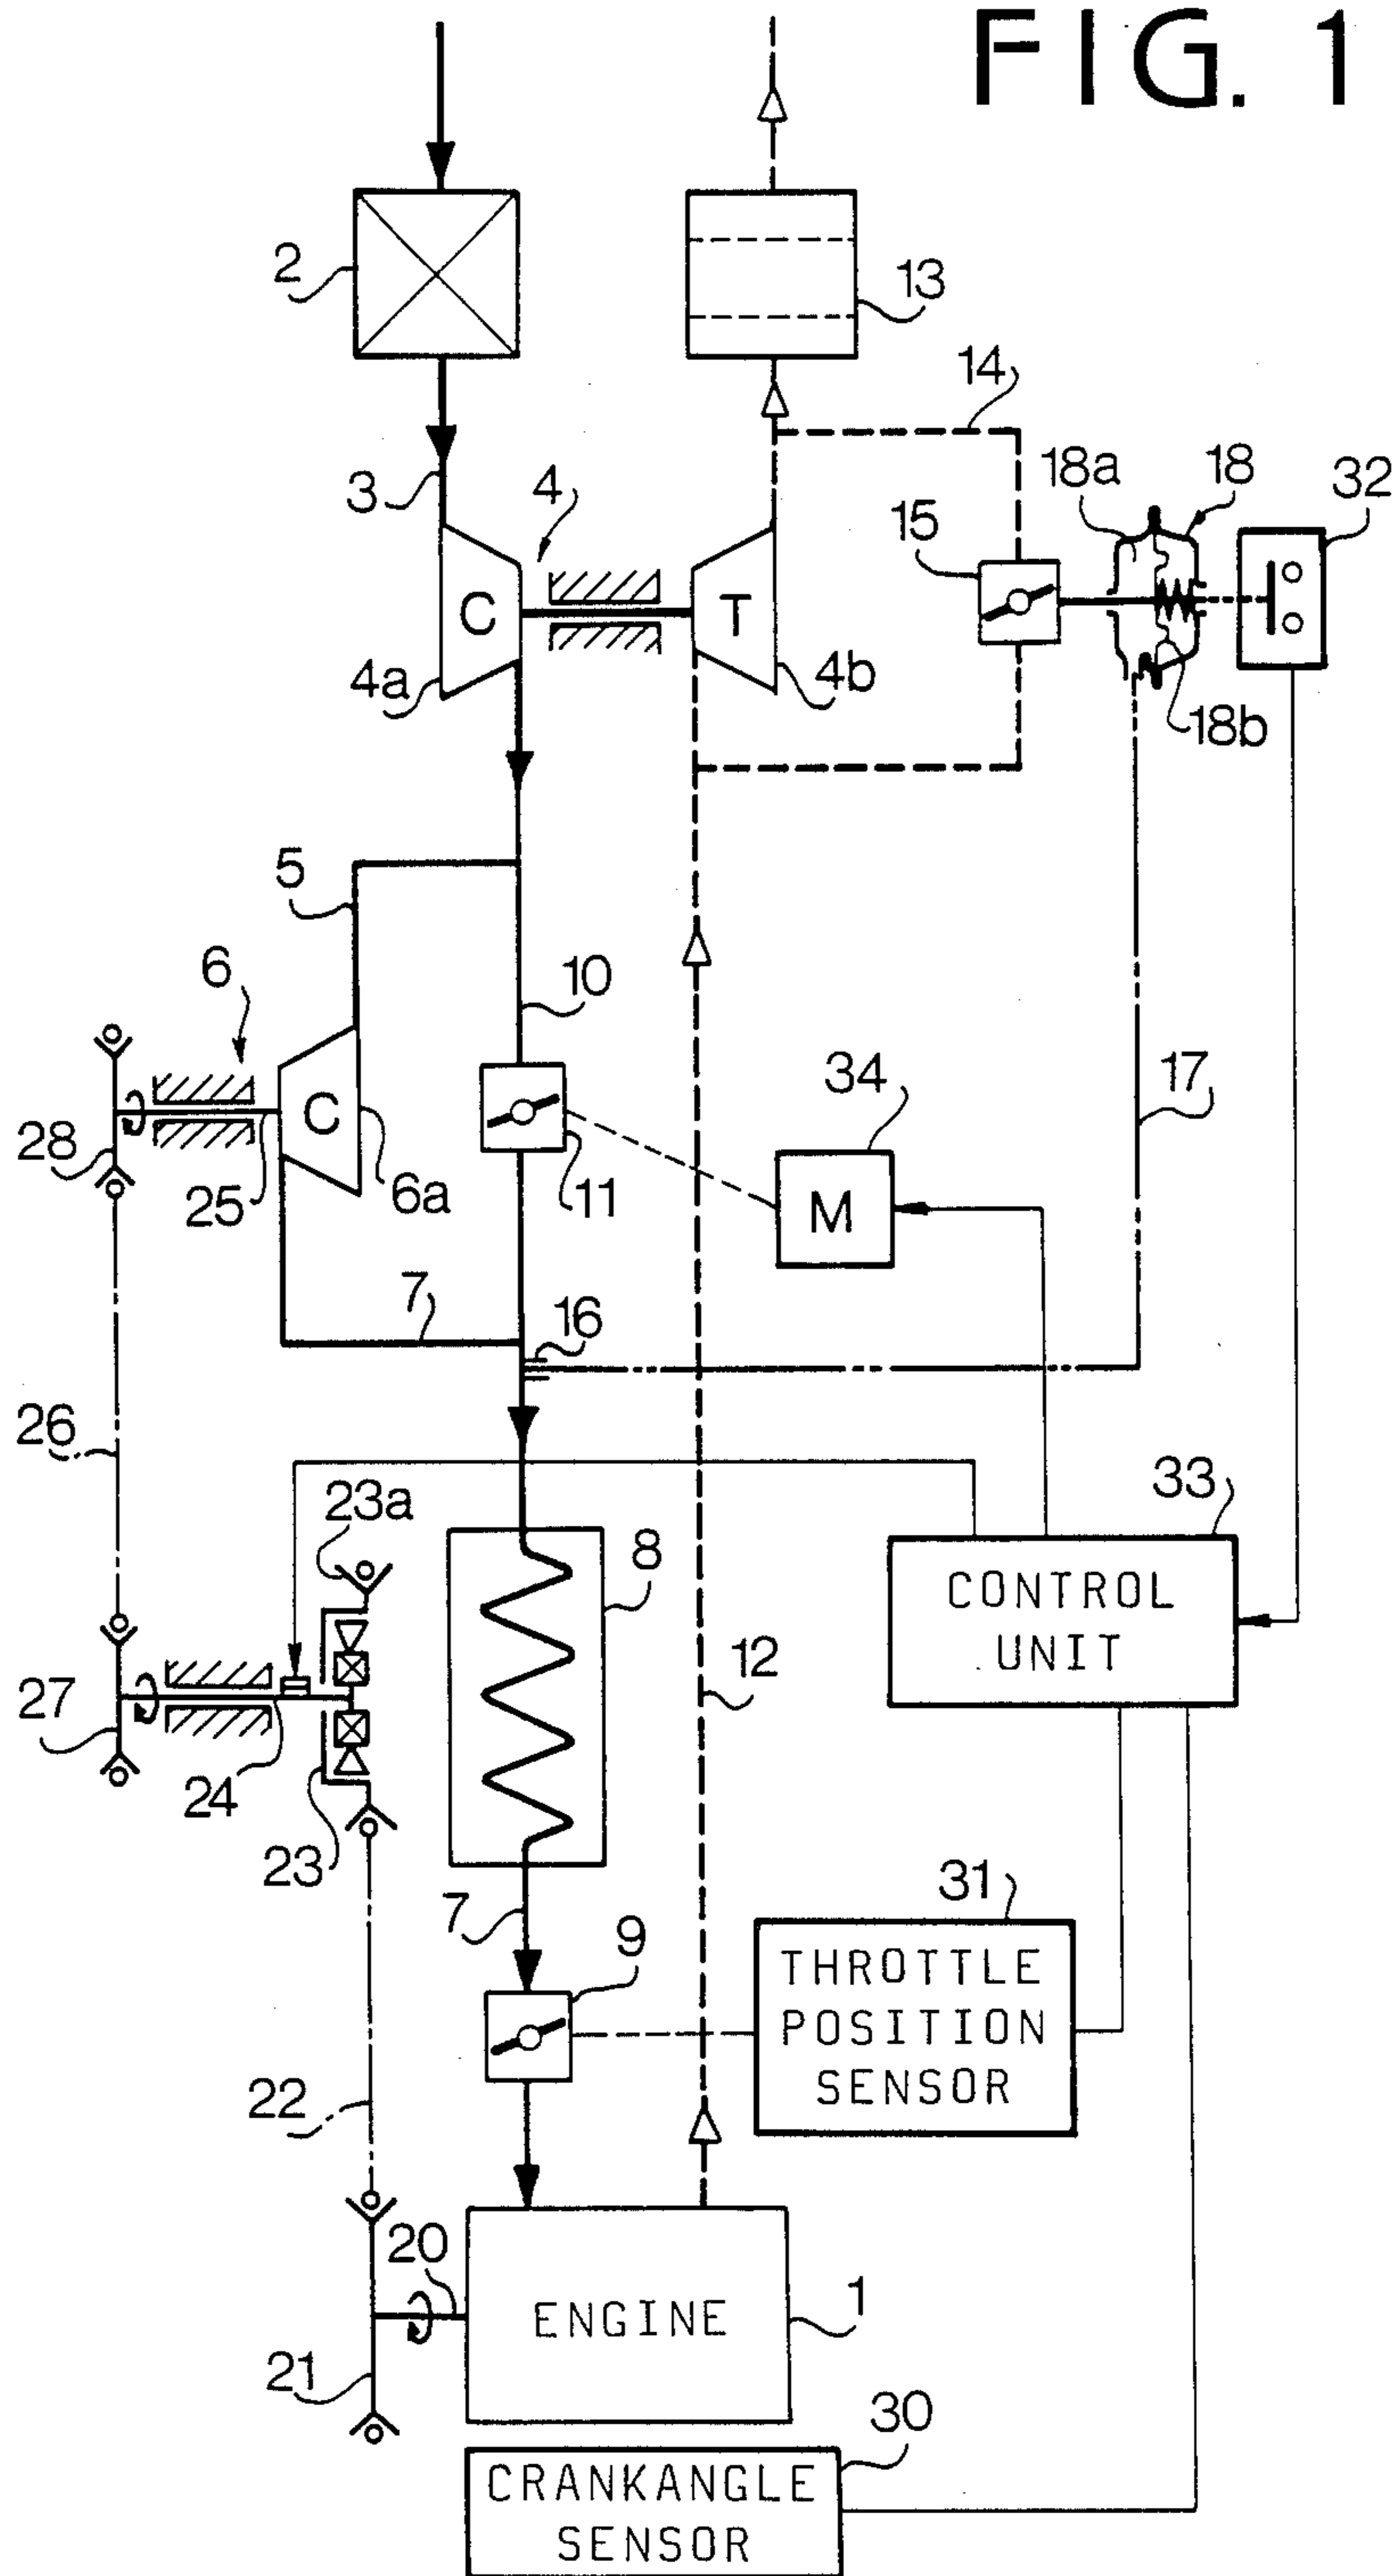 FIG. 1
2
13
14
3
4
15
18a
18
32
C
T
4a
4b
18b
5
10
6
34
17
28
C
25
6a
11
M
7
16
26
23a
33
8
CONTROL
UNIT
12
27
24
23
31
7
9
THROTTLE
POSITION
SENSOR
22
20
ENGINE
1
21
30
CRANKANGLE
SENSOR